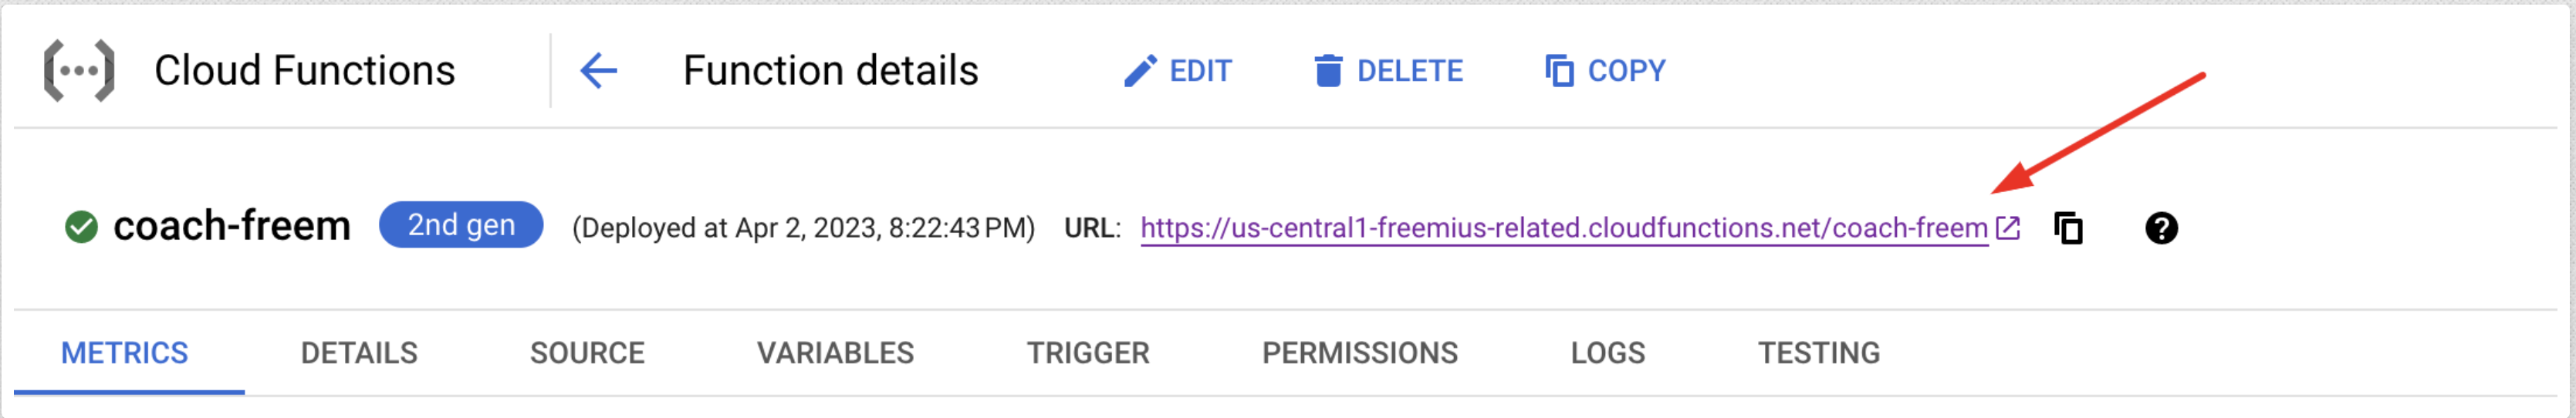 Cloud Functions Function details EDIT DELETE COPY
coach-freem 2nd gen (Deployed at Apr 2, 2023, 8:22:43 PM) URL: https://us-central1-freemius-related.cloudfunctions.net/coach-freem
METRICS DETAILS SOURCE VARIABLES TRIGGER PERMISSIONS LOGS TESTING